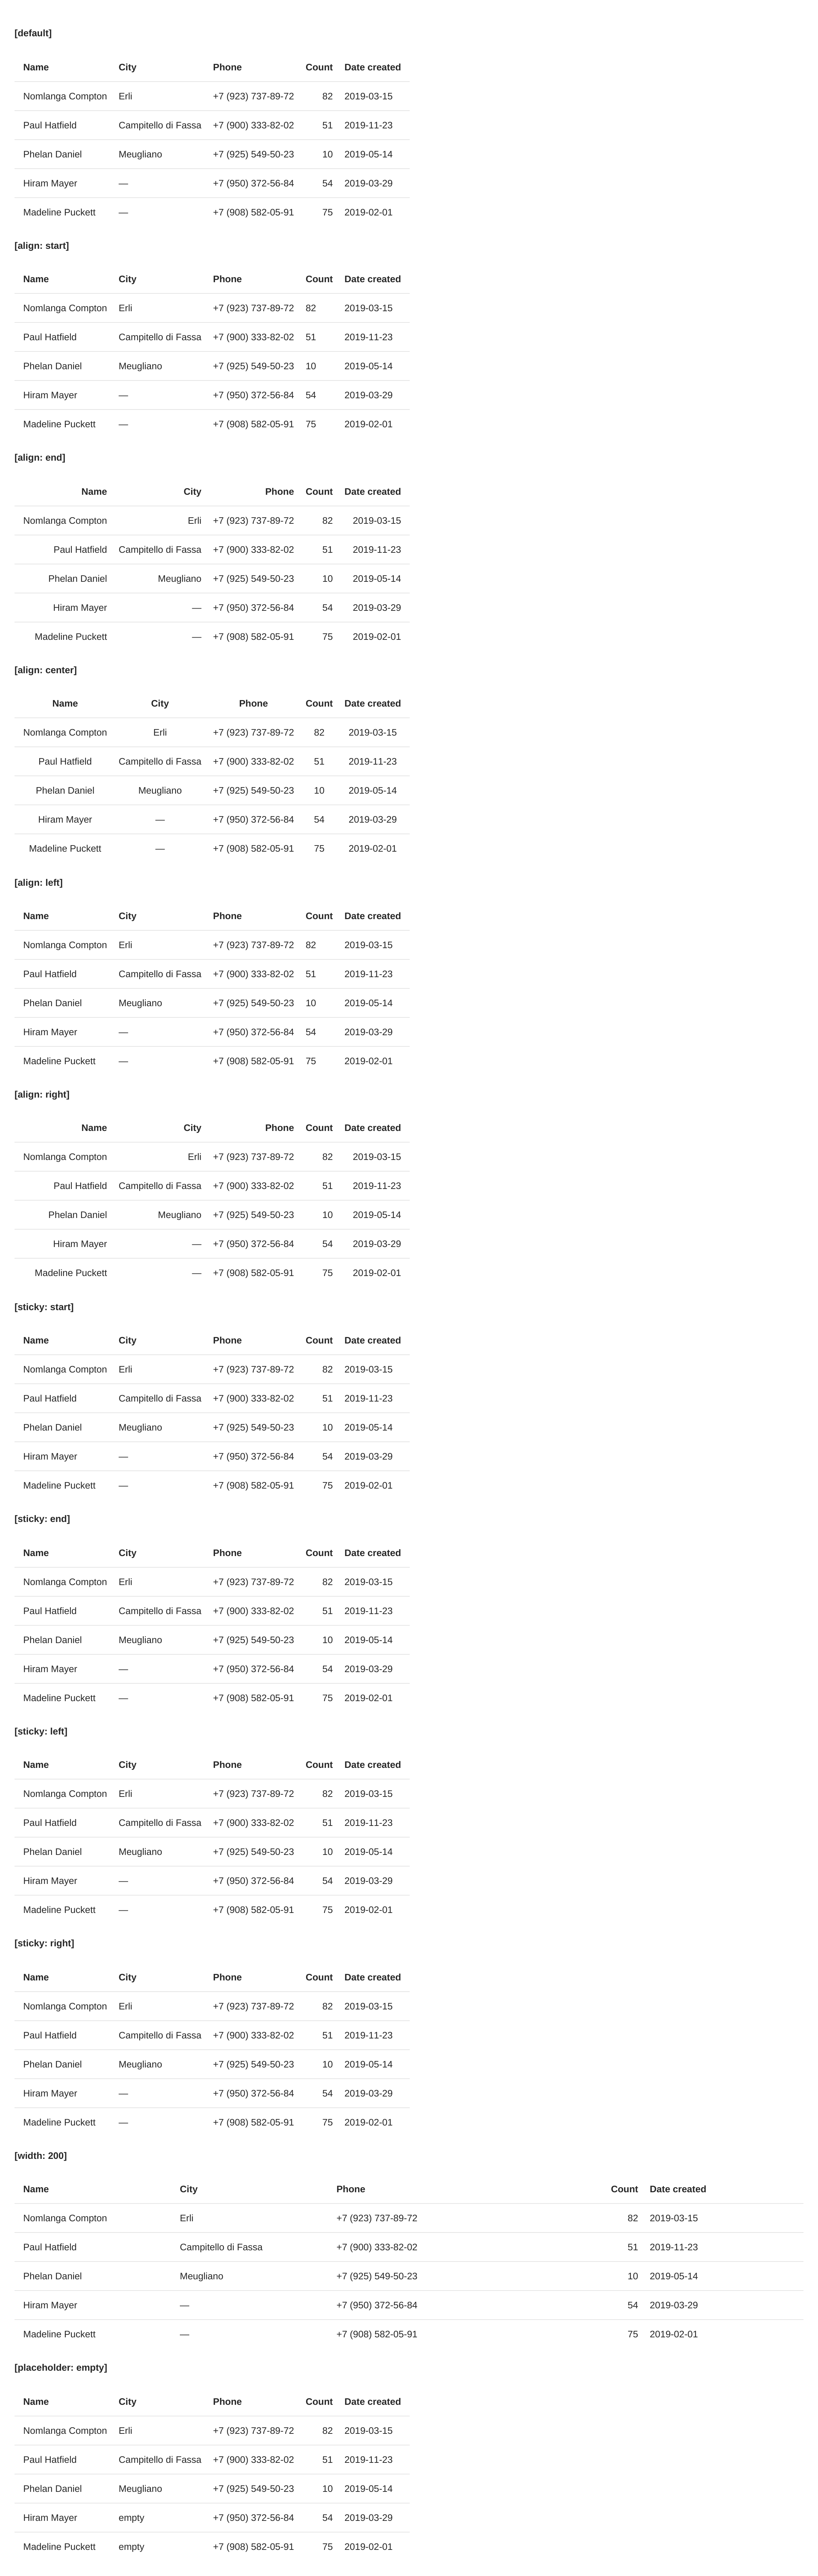 [default]
Name City Phone Count Date created
Nomlanga Compton Erli +7 (923) 737-89-72 82 2019-03-15
Paul Hatfield Campitello di Fassa +7 (900) 333-82-02 51 2019-11-23
Phelan Daniel Meugliano +7 (925) 549-50-23 10 2019-05-14
Hiram Mayer — +7 (950) 372-56-84 54 2019-03-29
Madeline Puckett — +7 (908) 582-05-91 75 2019-02-01
[align: start]
Name City Phone Count Date created
Nomlanga Compton Erli +7 (923) 737-89-72 82 2019-03-15
Paul Hatfield Campitello di Fassa +7 (900) 333-82-02 51 2019-11-23
Phelan Daniel Meugliano +7 (925) 549-50-23 10 2019-05-14
Hiram Mayer — +7 (950) 372-56-84 54 2019-03-29
Madeline Puckett — +7 (908) 582-05-91 75 2019-02-01
[align: end]
Name City Phone Count Date created
Nomlanga Compton Erli +7 (923) 737-89-72 82 2019-03-15
Paul Hatfield Campitello di Fassa +7 (900) 333-82-02 51 2019-11-23
Phelan Daniel Meugliano +7 (925) 549-50-23 10 2019-05-14
Hiram Mayer — +7 (950) 372-56-84 54 2019-03-29
Madeline Puckett — +7 (908) 582-05-91 75 2019-02-01
[align: center]
Name City Phone Count Date created
Nomlanga Compton Erli +7 (923) 737-89-72 82 2019-03-15
Paul Hatfield Campitello di Fassa +7 (900) 333-82-02 51 2019-11-23
Phelan Daniel Meugliano +7 (925) 549-50-23 10 2019-05-14
Hiram Mayer — +7 (950) 372-56-84 54 2019-03-29
Madeline Puckett — +7 (908) 582-05-91 75 2019-02-01
[align: left]
Name City Phone Count Date created
Nomlanga Compton Erli +7 (923) 737-89-72 82 2019-03-15
Paul Hatfield Campitello di Fassa +7 (900) 333-82-02 51 2019-11-23
Phelan Daniel Meugliano +7 (925) 549-50-23 10 2019-05-14
Hiram Mayer — +7 (950) 372-56-84 54 2019-03-29
Madeline Puckett — +7 (908) 582-05-91 75 2019-02-01
[align: right]
Name City Phone Count Date created
Nomlanga Compton Erli +7 (923) 737-89-72 82 2019-03-15
Paul Hatfield Campitello di Fassa +7 (900) 333-82-02 51 2019-11-23
Phelan Daniel Meugliano +7 (925) 549-50-23 10 2019-05-14
Hiram Mayer — +7 (950) 372-56-84 54 2019-03-29
Madeline Puckett — +7 (908) 582-05-91 75 2019-02-01
[sticky: start]
Name City Phone Count Date created
Nomlanga Compton Erli +7 (923) 737-89-72 82 2019-03-15
Paul Hatfield Campitello di Fassa +7 (900) 333-82-02 51 2019-11-23
Phelan Daniel Meugliano +7 (925) 549-50-23 10 2019-05-14
Hiram Mayer — +7 (950) 372-56-84 54 2019-03-29
Madeline Puckett — +7 (908) 582-05-91 75 2019-02-01
[sticky: end]
Name City Phone Count Date created
Nomlanga Compton Erli +7 (923) 737-89-72 82 2019-03-15
Paul Hatfield Campitello di Fassa +7 (900) 333-82-02 51 2019-11-23
Phelan Daniel Meugliano +7 (925) 549-50-23 10 2019-05-14
Hiram Mayer — +7 (950) 372-56-84 54 2019-03-29
Madeline Puckett — +7 (908) 582-05-91 75 2019-02-01
[sticky: left]
Name City Phone Count Date created
Nomlanga Compton Erli +7 (923) 737-89-72 82 2019-03-15
Paul Hatfield Campitello di Fassa +7 (900) 333-82-02 51 2019-11-23
Phelan Daniel Meugliano +7 (925) 549-50-23 10 2019-05-14
Hiram Mayer — +7 (950) 372-56-84 54 2019-03-29
Madeline Puckett — +7 (908) 582-05-91 75 2019-02-01
[sticky: right]
Name City Phone Count Date created
Nomlanga Compton Erli +7 (923) 737-89-72 82 2019-03-15
Paul Hatfield Campitello di Fassa +7 (900) 333-82-02 51 2019-11-23
Phelan Daniel Meugliano +7 (925) 549-50-23 10 2019-05-14
Hiram Mayer — +7 (950) 372-56-84 54 2019-03-29
Madeline Puckett — +7 (908) 582-05-91 75 2019-02-01
[width: 200]
Name City Phone Count Date created
Nomlanga Compton Erli +7 (923) 737-89-72 82 2019-03-15
Paul Hatfield Campitello di Fassa +7 (900) 333-82-02 51 2019-11-23
Phelan Daniel Meugliano +7 (925) 549-50-23 10 2019-05-14
Hiram Mayer — +7 (950) 372-56-84 54 2019-03-29
Madeline Puckett — +7 (908) 582-05-91 75 2019-02-01
[placeholder: empty]
Name City Phone Count Date created
Nomlanga Compton Erli +7 (923) 737-89-72 82 2019-03-15
Paul Hatfield Campitello di Fassa +7 (900) 333-82-02 51 2019-11-23
Phelan Daniel Meugliano +7 (925) 549-50-23 10 2019-05-14
Hiram Mayer empty +7 (950) 372-56-84 54 2019-03-29
Madeline Puckett empty +7 (908) 582-05-91 75 2019-02-01